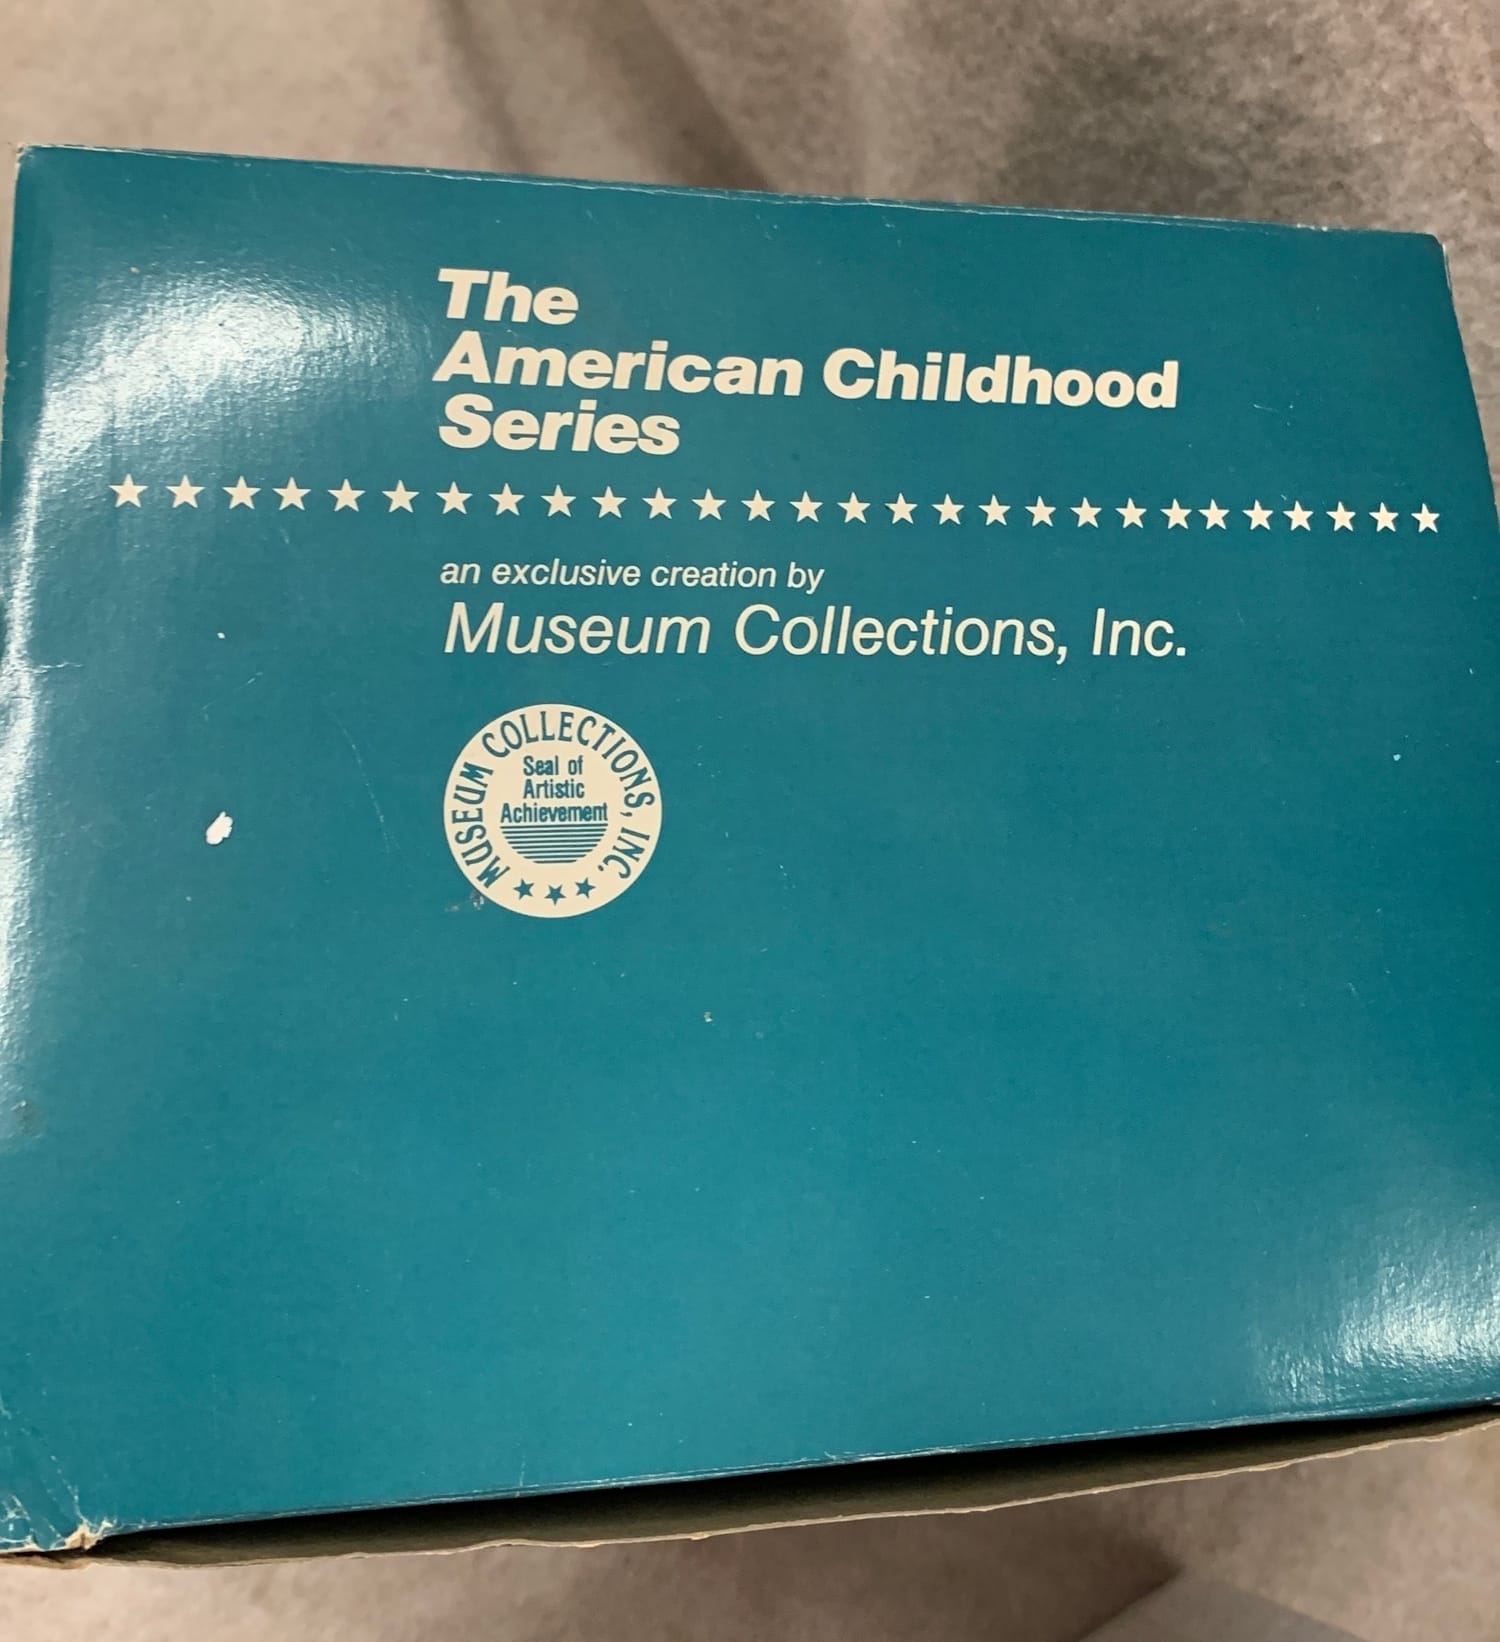 The
American Childhood
Series
an exclusive creation by
Museum Collections, Inc.
MUSEUM COLLECTIONS, INC.
Seal of
Artistic
Achievement